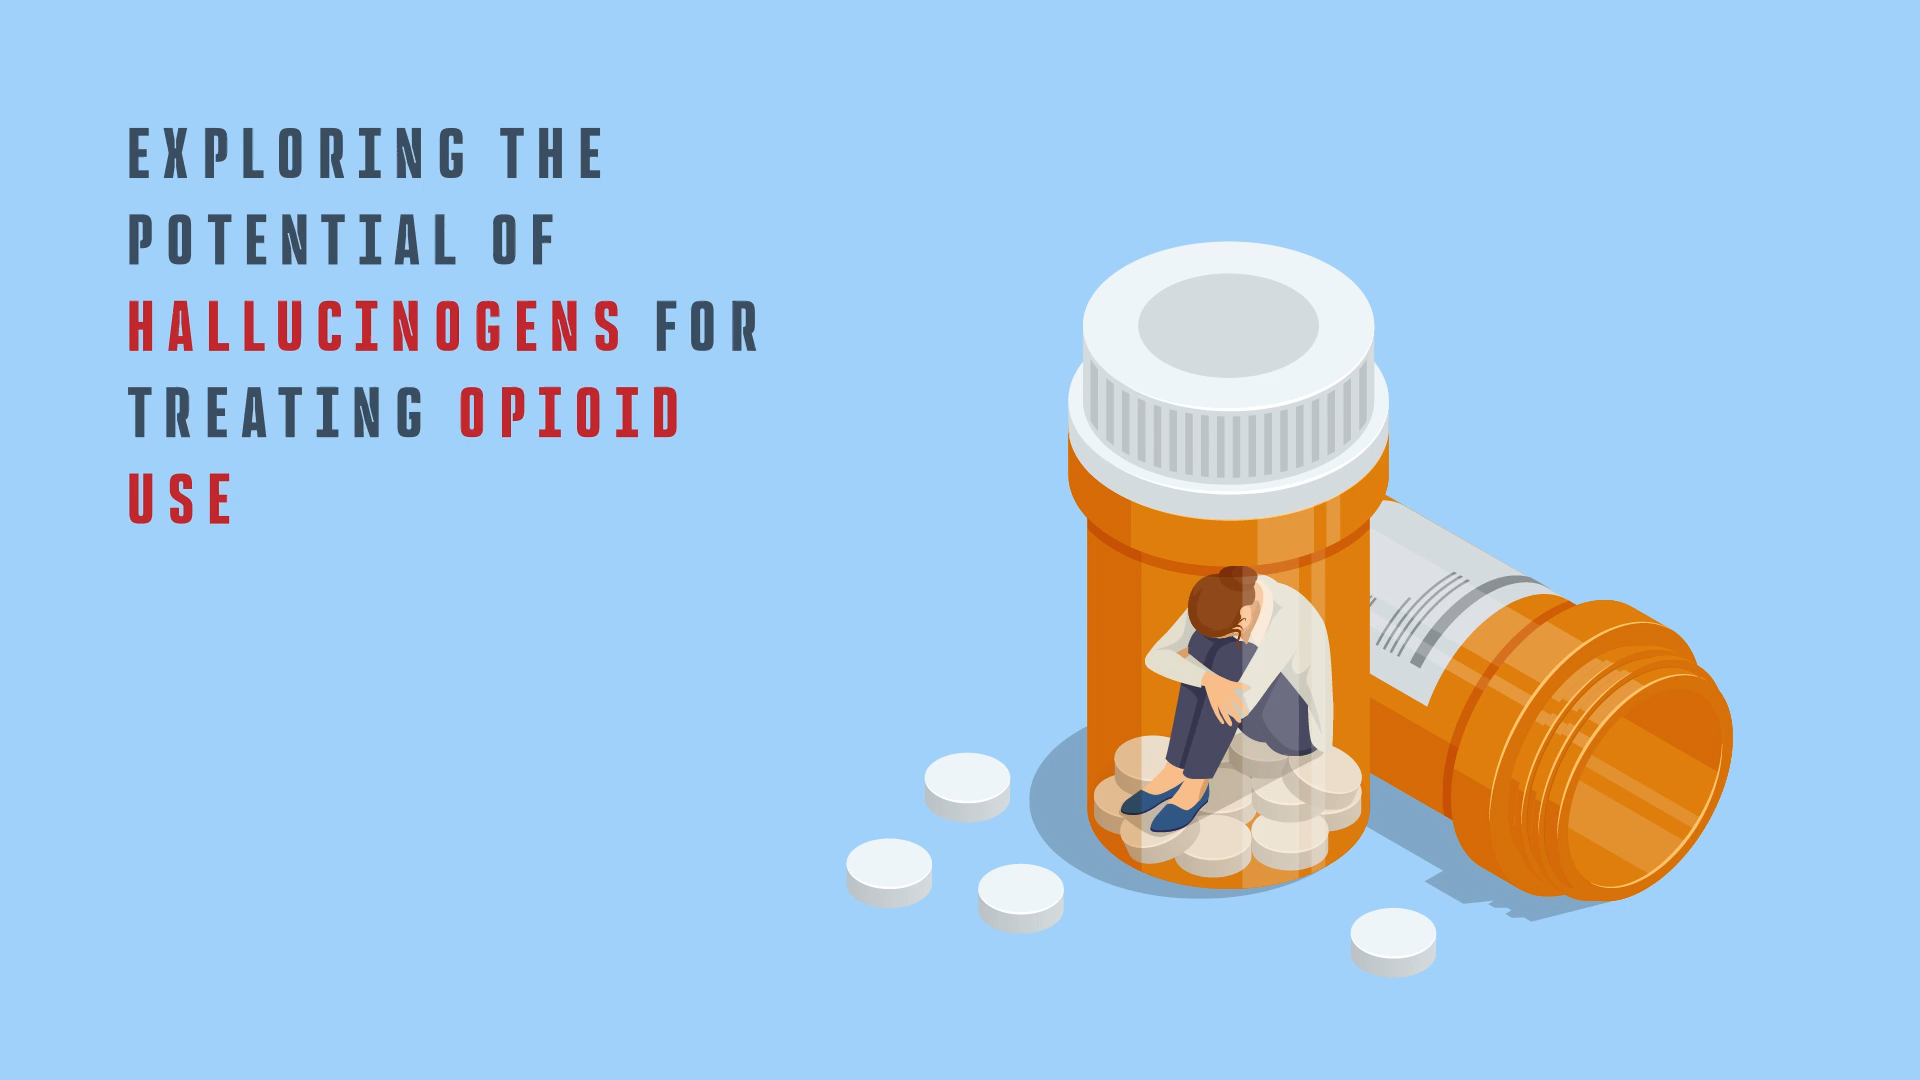 EXPLORING THE
POTENTIAL OF
HALLUCINOGENS FOR
TREATING OPIOID
USE